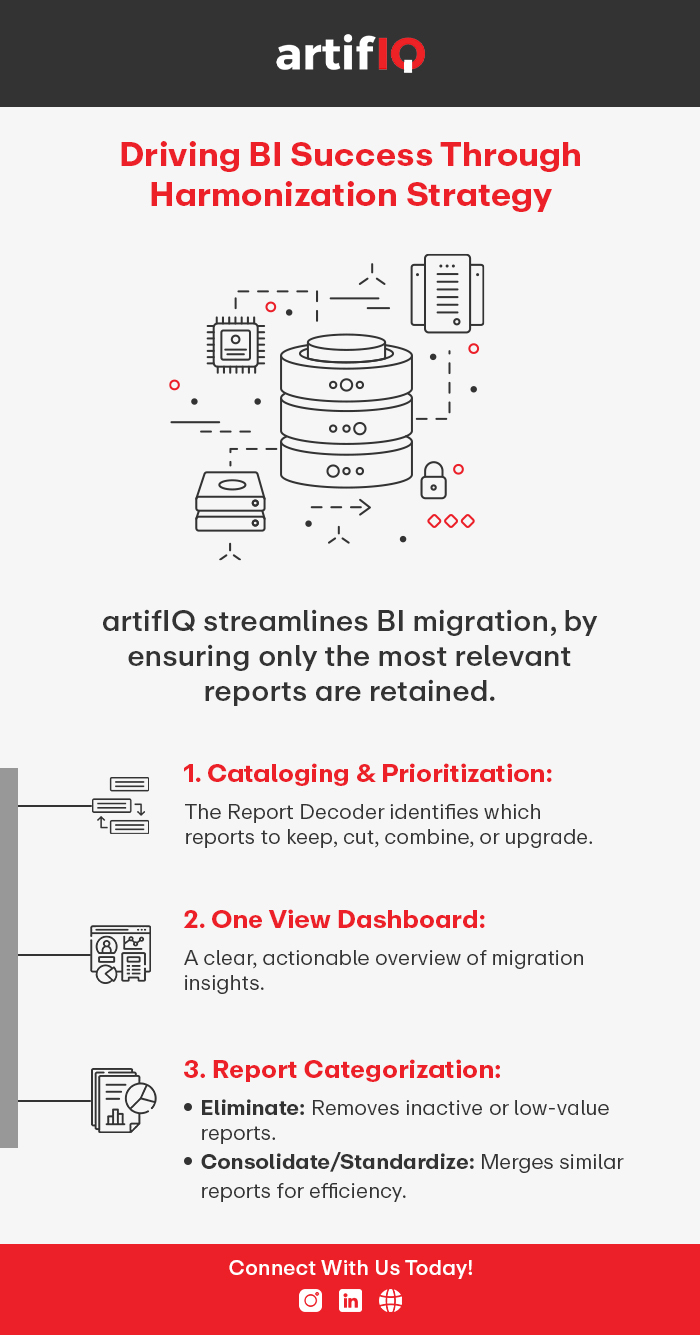 artifIQ
Driving BI Success Through
Harmonization Strategy
artifIQ streamlines BI migration, by
ensuring only the most relevant
reports are retained.
1. Cataloging & Prioritization:
The Report Decoder identifies which
reports to keep, cut, combine, or upgrade.
2. One View Dashboard:
A clear, actionable overview of migration
insights.
3. Report Categorization:
• Eliminate: Removes inactive or low-value
reports.
• Consolidate/Standardize: Merges similar
reports for efficiency.
Connect With Us Today!
in